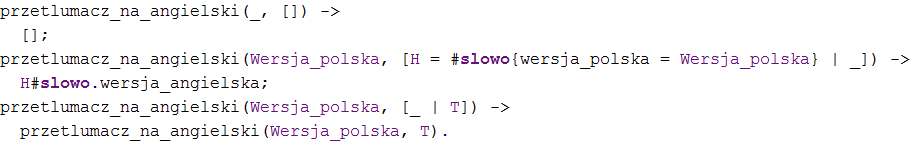 przetlumacz_na_angielski(_, []) ->
[];
przetlumacz_na_angielski(Wersja_polska, [H = #slowo{wersja_polska = Wersja_polska} | _]) ->
H#slowo.wersja_angielska;
przetlumacz_na_angielski(Wersja_polska, [_ | T]) ->
przetlumacz_na_angielski(Wersja_polska, T).